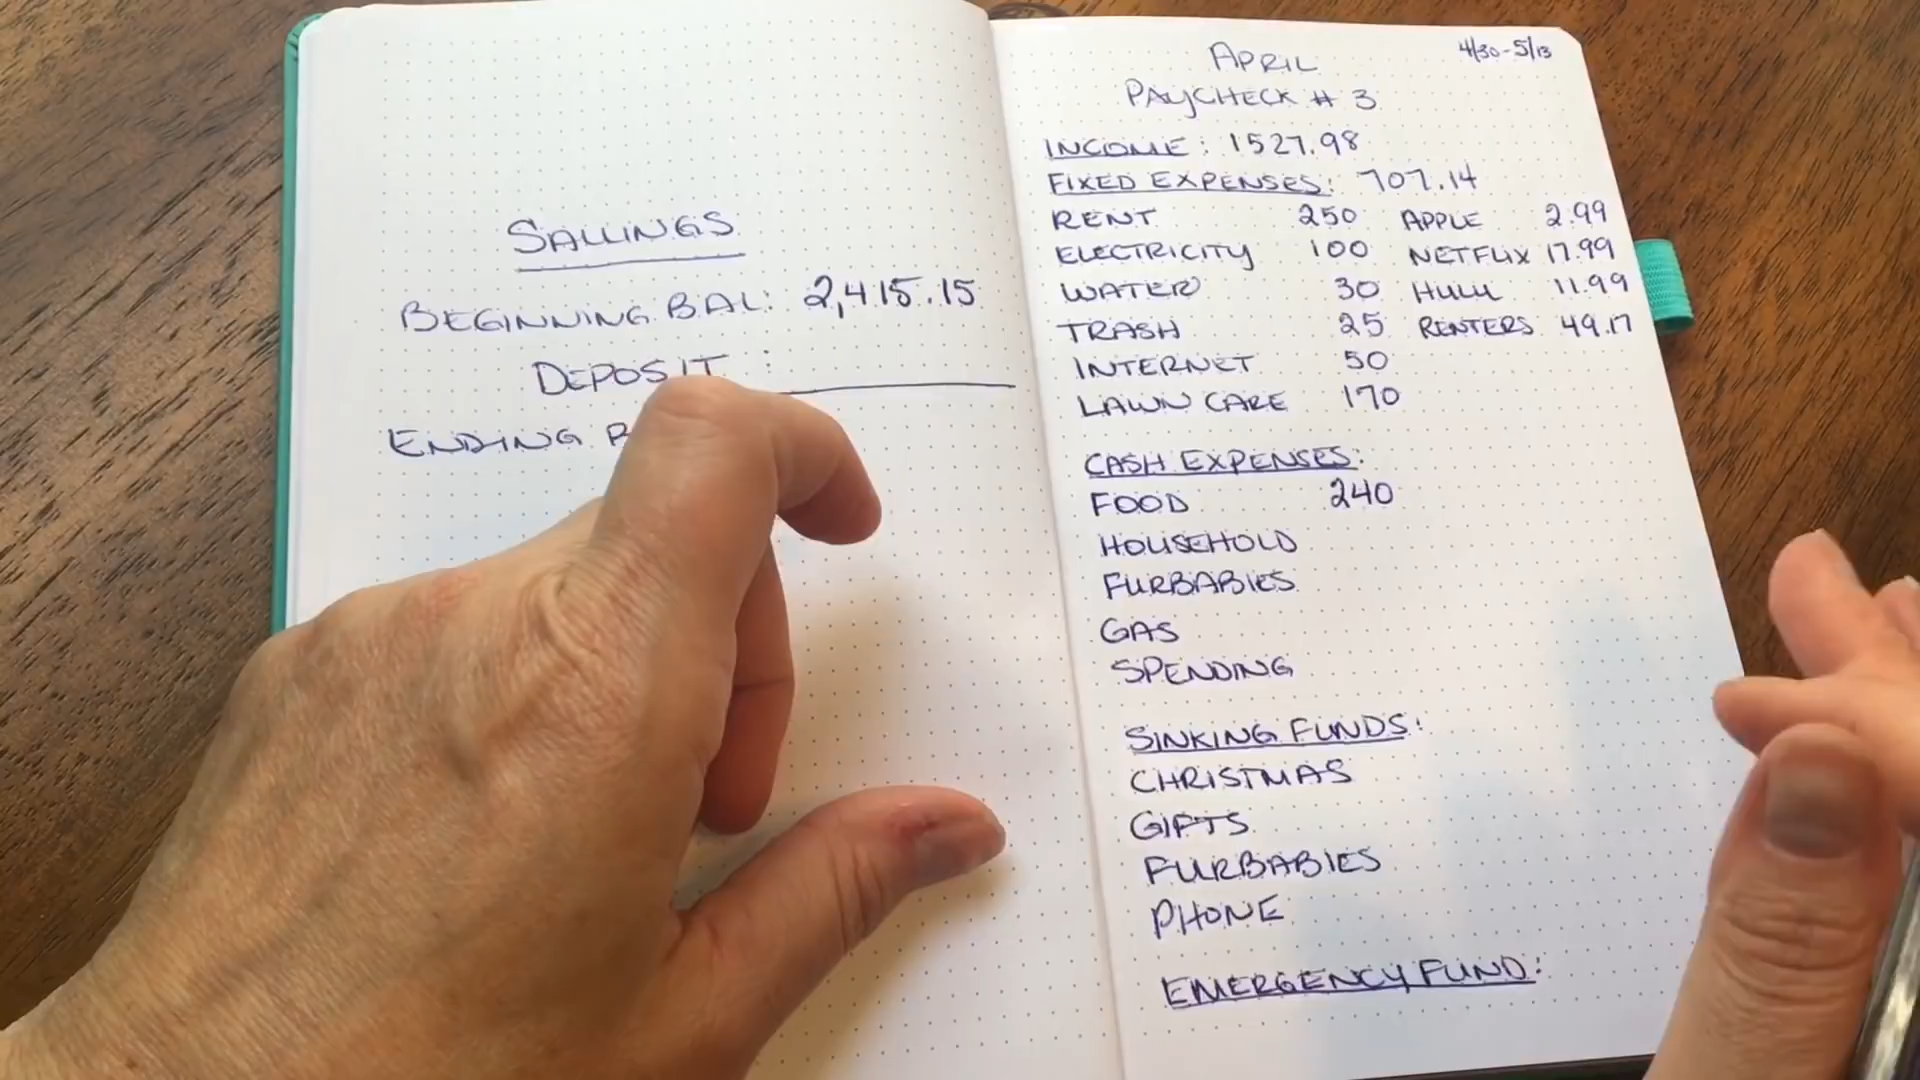 SAVINGS
BEGINNING BAL: 2,415.15
DEPOSIT :
ENDING
APRIL
4/30-5/13
PAYCHECK # 3
INCOME: 1527.98
FIXED EXPENSES: 707.14
RENT 250 APPLE 2.99
ELECTRICITY 100 NETFLIX 17.99
WATER 30 HULU 11.99
TRASH 25 RENTERS 49.17
INTERNET 50
LAWN CARE 170
CASH EXPENSES:
FOOD 240
HOUSEHOLD
FURBABIES
GAS
SPENDING
SINKING FUNDS:
CHRISTMAS
GIFTS
FURBABIES
PHONE
EMERGENCY FUND: